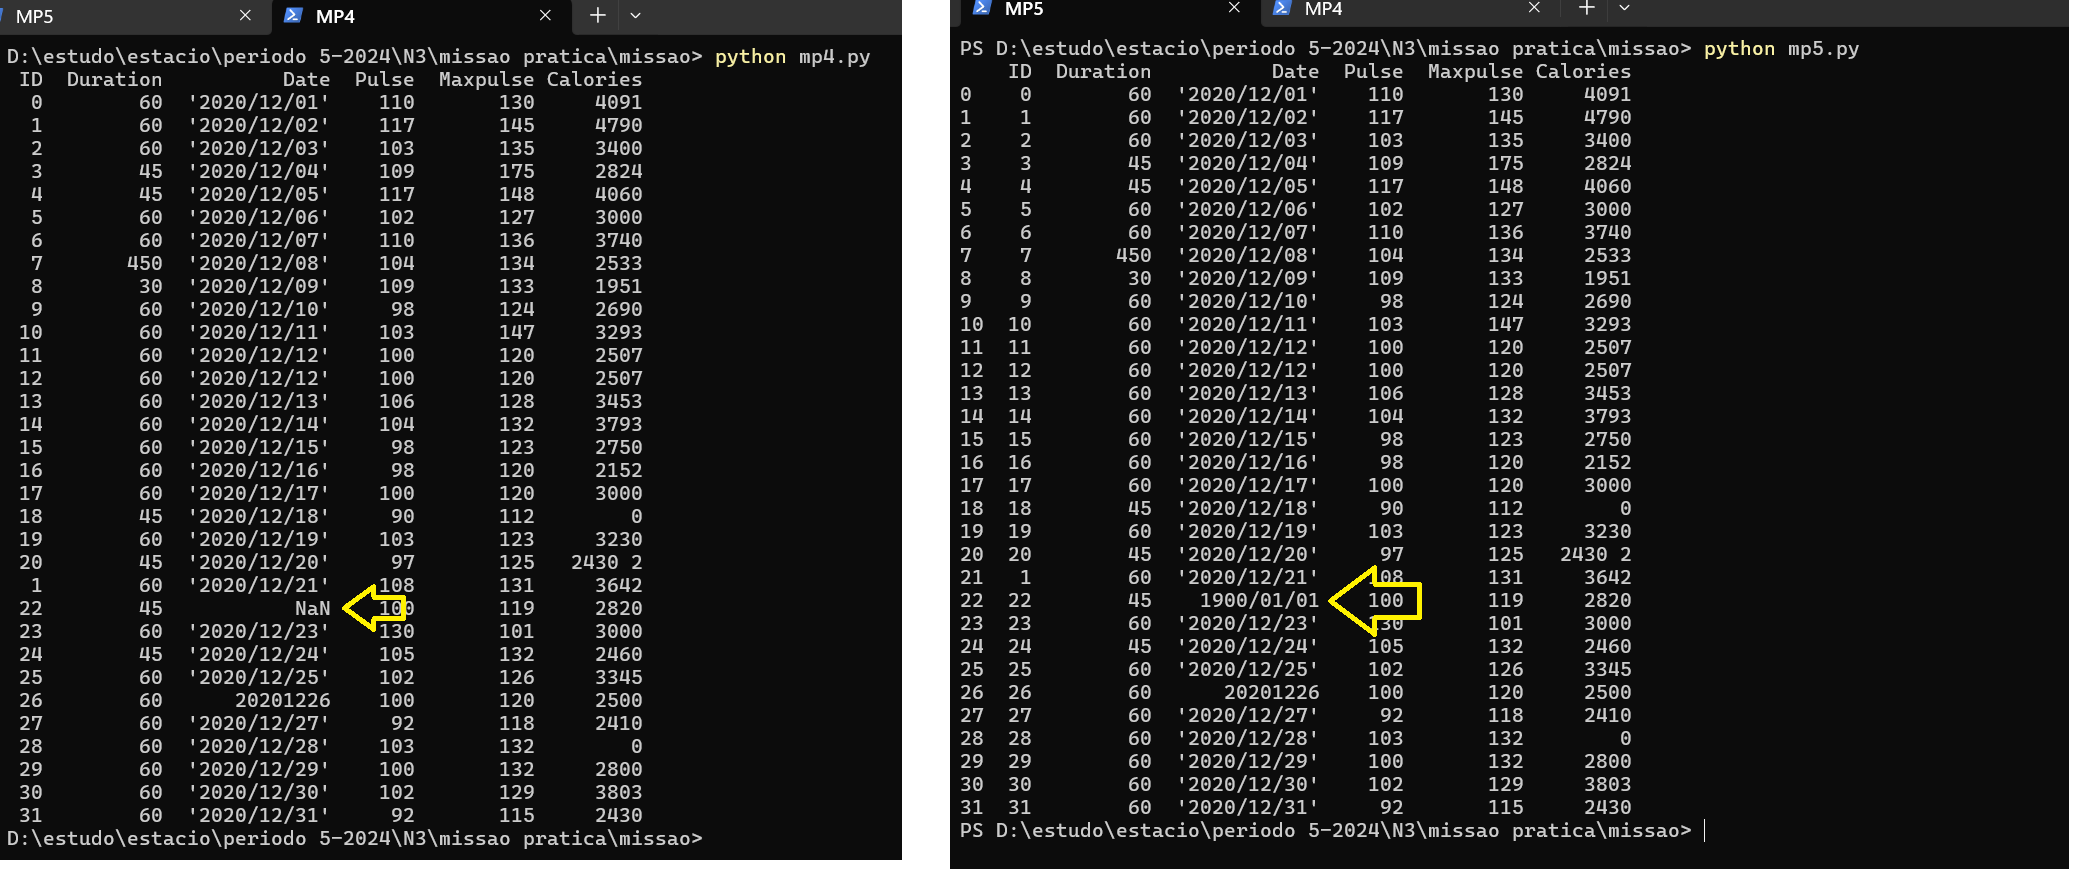 MP5 MP4
D:\estudo\estacio\periodo 5-2024\N3\missao pratica\missao> python mp4.py
ID Duration Date Pulse Maxpulse Calories
0 60 '2020/12/01' 110 130 4091
1 60 '2020/12/02' 117 145 4790
2 60 '2020/12/03' 103 135 3400
3 45 '2020/12/04' 109 175 2824
4 45 '2020/12/05' 117 148 4060
5 60 '2020/12/06' 102 127 3000
6 60 '2020/12/07' 110 136 3740
7 450 '2020/12/08' 104 134 2533
8 30 '2020/12/09' 109 133 1951
9 60 '2020/12/10' 98 124 2690
10 60 '2020/12/11' 103 147 3293
11 60 '2020/12/12' 100 120 2507
12 60 '2020/12/12' 100 120 2507
13 60 '2020/12/13' 106 128 3453
14 60 '2020/12/14' 104 132 3793
15 60 '2020/12/15' 98 123 2750
16 60 '2020/12/16' 98 120 2152
17 60 '2020/12/17' 100 120 3000
18 45 '2020/12/18' 90 112 0
19 60 '2020/12/19' 103 123 3230
20 45 '2020/12/20' 97 125 2430 2
1 60 '2020/12/21' 108 131 3642
22 45 NaN 100 119 2820
23 60 '2020/12/23' 130 101 3000
24 45 '2020/12/24' 105 132 2460
25 60 '2020/12/25' 102 126 3345
26 60 20201226 100 120 2500
27 60 '2020/12/27' 92 118 2410
28 60 '2020/12/28' 103 132 0
29 60 '2020/12/29' 100 132 2800
30 60 '2020/12/30' 102 129 3803
31 60 '2020/12/31' 92 115 2430
D:\estudo\estacio\periodo 5-2024\N3\missao pratica\missao>
MP5 MP4
PS D:\estudo\estacio\periodo 5-2024\N3\missao pratica\missao> python mp5.py
ID Duration Date Pulse Maxpulse Calories
0 0 60 '2020/12/01' 110 130 4091
1 1 60 '2020/12/02' 117 145 4790
2 2 60 '2020/12/03' 103 135 3400
3 3 45 '2020/12/04' 109 175 2824
4 4 45 '2020/12/05' 117 148 4060
5 5 60 '2020/12/06' 102 127 3000
6 6 60 '2020/12/07' 110 136 3740
7 7 450 '2020/12/08' 104 134 2533
8 8 30 '2020/12/09' 109 133 1951
9 9 60 '2020/12/10' 98 124 2690
10 10 60 '2020/12/11' 103 147 3293
11 11 60 '2020/12/12' 100 120 2507
12 12 60 '2020/12/12' 100 120 2507
13 13 60 '2020/12/13' 106 128 3453
14 14 60 '2020/12/14' 104 132 3793
15 15 60 '2020/12/15' 98 123 2750
16 16 60 '2020/12/16' 98 120 2152
17 17 60 '2020/12/17' 100 120 3000
18 18 45 '2020/12/18' 90 112 0
19 19 60 '2020/12/19' 103 123 3230
20 20 45 '2020/12/20' 97 125 2430 2
21 1 60 '2020/12/21' 108 131 3642
22 22 45 1900/01/01 100 119 2820
23 23 60 '2020/12/23' 130 101 3000
24 24 45 '2020/12/24' 105 132 2460
25 25 60 '2020/12/25' 102 126 3345
26 26 60 20201226 100 120 2500
27 27 60 '2020/12/27' 92 118 2410
28 28 60 '2020/12/28' 103 132 0
29 29 60 '2020/12/29' 100 132 2800
30 30 60 '2020/12/30' 102 129 3803
31 31 60 '2020/12/31' 92 115 2430
PS D:\estudo\estacio\periodo 5-2024\N3\missao pratica\missao>